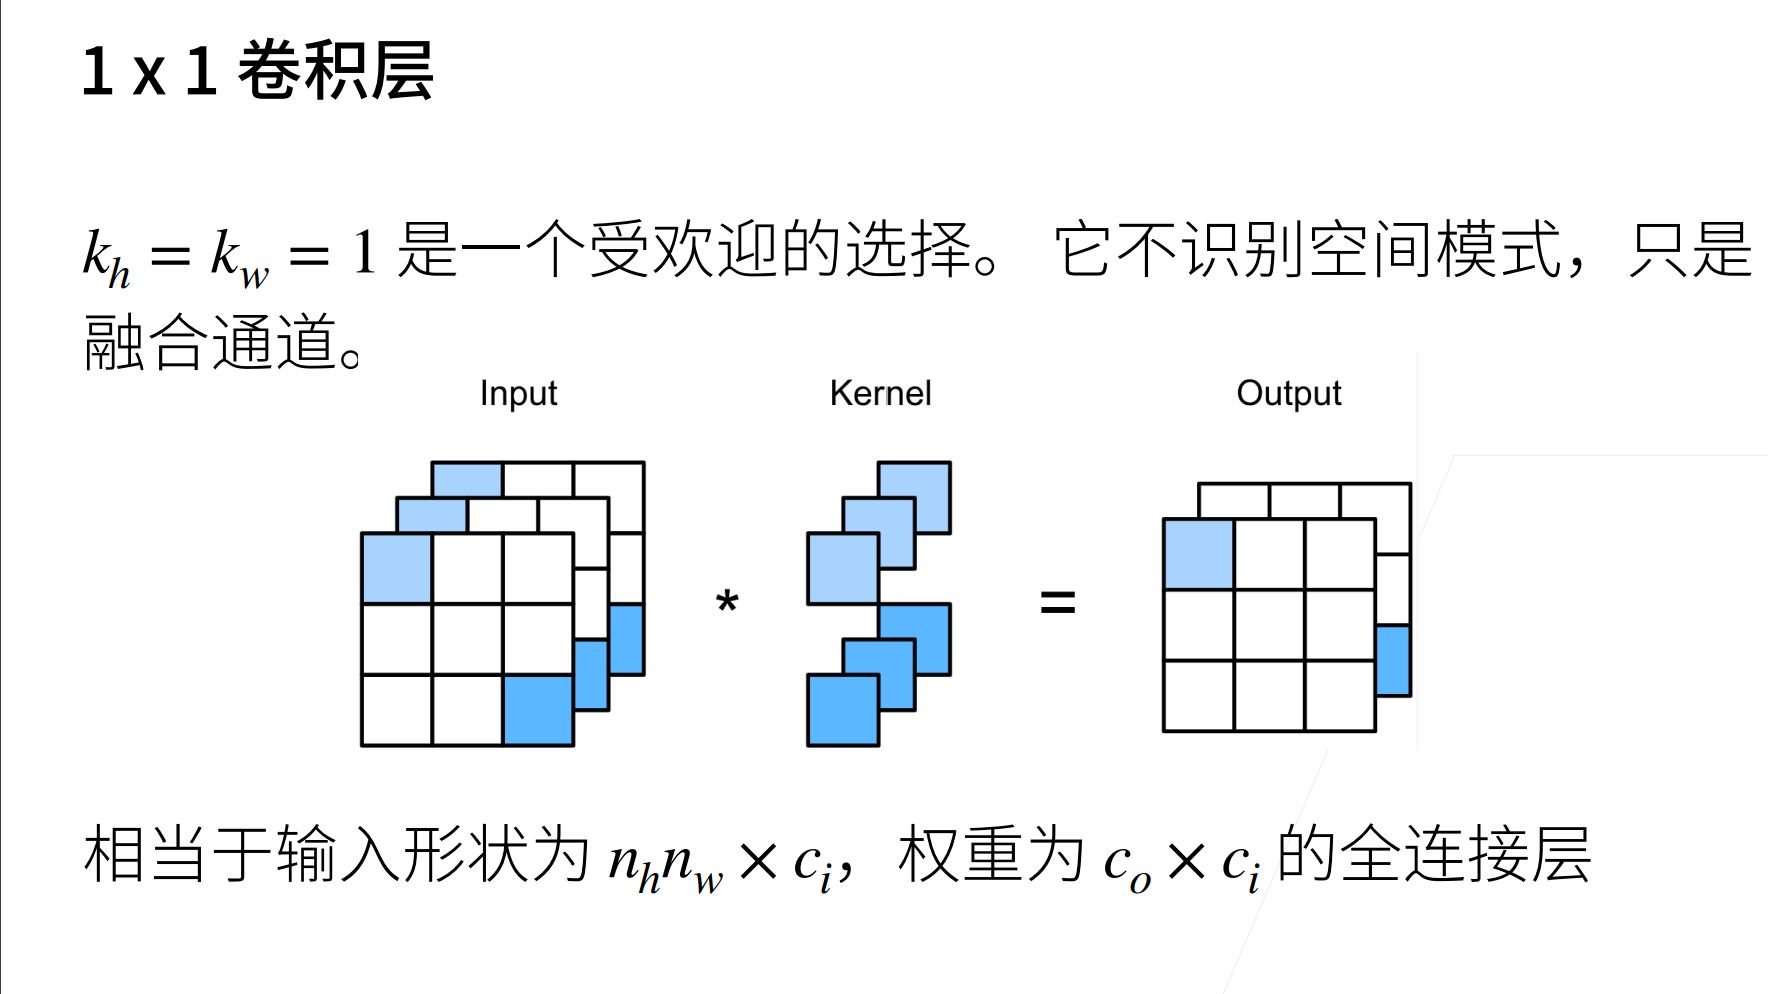 1 x 1 卷积层
k_h = k_w = 1 是一个受欢迎的选择。 它不识别空间模式，只是
融合通道。
Input Kernel Output
* =
相当于输入形状为 n_h n_w × c_i，权重为 c_o × c_i 的全连接层